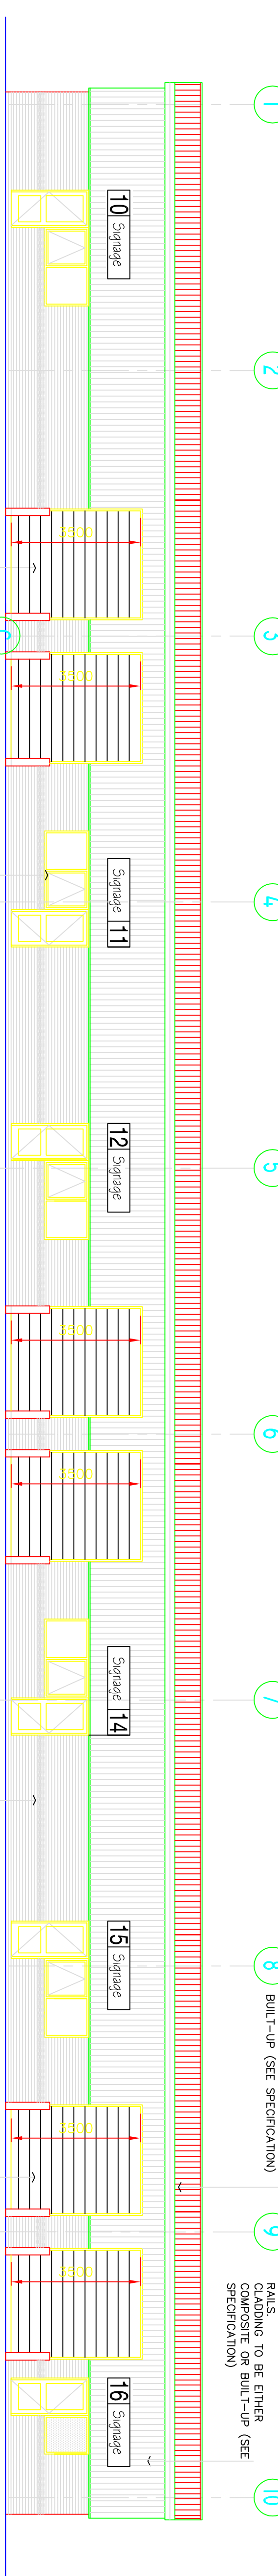 1
2
3
4
5
6
7
8
9
10
BUILT-UP (SEE SPECIFICATION)
RAILS.
CLADDING TO BE EITHER
COMPOSITE OR BUILT-UP (SEE
SPECIFICATION)
10 Signage
Signage 11
12 Signage
Signage 14
15 Signage
16 Signage
3500
3500
3500
3500
3500
3500